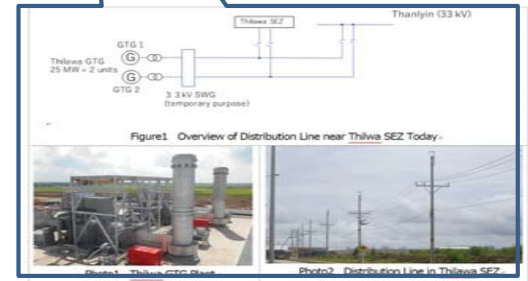 Thilawa SEZ
Thanlyin (33 kV)
GTG 1
G
Thilawa GTG
25 MW × 2 units
G
GTG 2
3 3 kV SWG
(temporary purpose)
Figure1 Overview of Distribution Line near Thilwa SEZ Today
Photo1 Thilwa GTG Plant
Photo2 Distribution Line in Thilawa SEZ